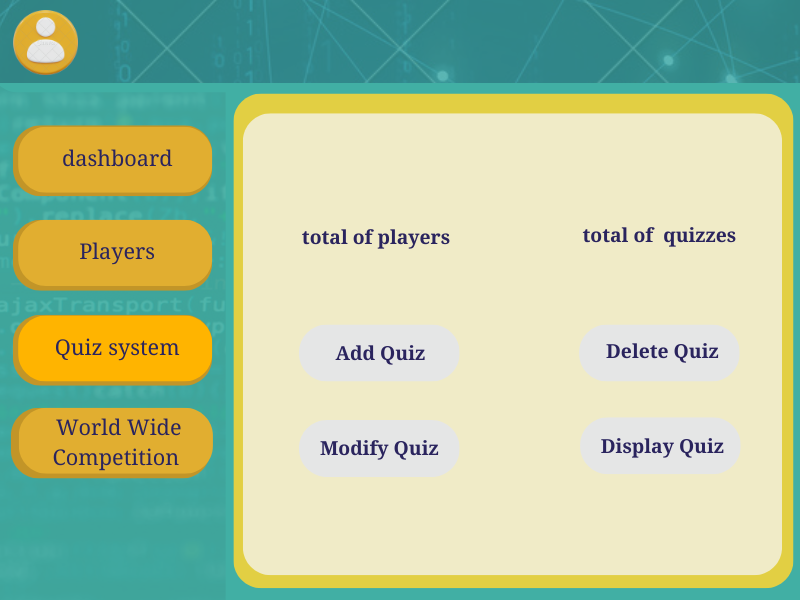 dashboard
Players
Quiz system
World Wide
Competition
total of players
total of  quizzes
Add Quiz
Delete Quiz
Modify Quiz
Display Quiz